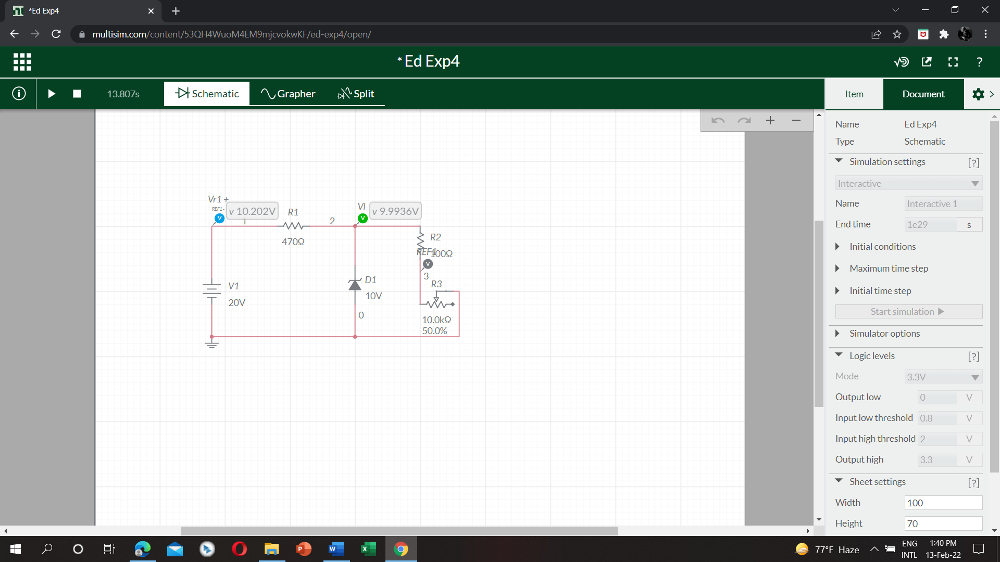 *Ed Exp4
multisim.com/content/53QH4WuoM4EM9mjcvokwKF/ed-exp4/open/
* Ed Exp4
?
13.807s
Schematic
Grapher
Split
Item
Document
Name Ed Exp4
Type Schematic
Simulation settings [?]
Interactive
Name Interactive 1
End time 1e29 s
Initial conditions
Maximum time step
Initial time step
Start simulation
Simulator options
Logic levels [?]
Mode 3.3V
Output low 0 V
Input low threshold 0.8 V
Input high threshold 2 V
Output high 3.3 V
Sheet settings [?]
Width 100
Height 70
Vr1 +
REF1 -
V
v 10.202V
1
R1
470Ω
2
VI
V
v 9.9936V
R2
100Ω
REF1
V
3
R3
10.0kΩ
50.0%
D1
10V
0
V1
20V
77°F Haze
ENG
INTL
1:40 PM
13-Feb-22